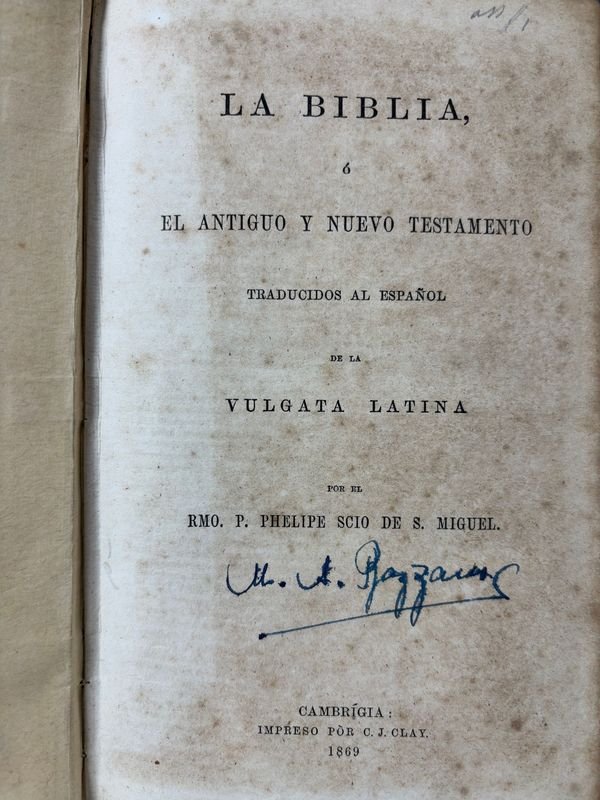 LA BIBLIA,
ó
EL ANTIGUO Y NUEVO TESTAMENTO
TRADUCIDOS AL ESPAÑOL
DE LA
VULGATA LATINA
POR EL
RMO. P. PHELIPE SCIO DE S. MIGUEL.
M. A.
CAMBRÍGIA:
IMPRESO PÒR C. J. CLAY.
1869